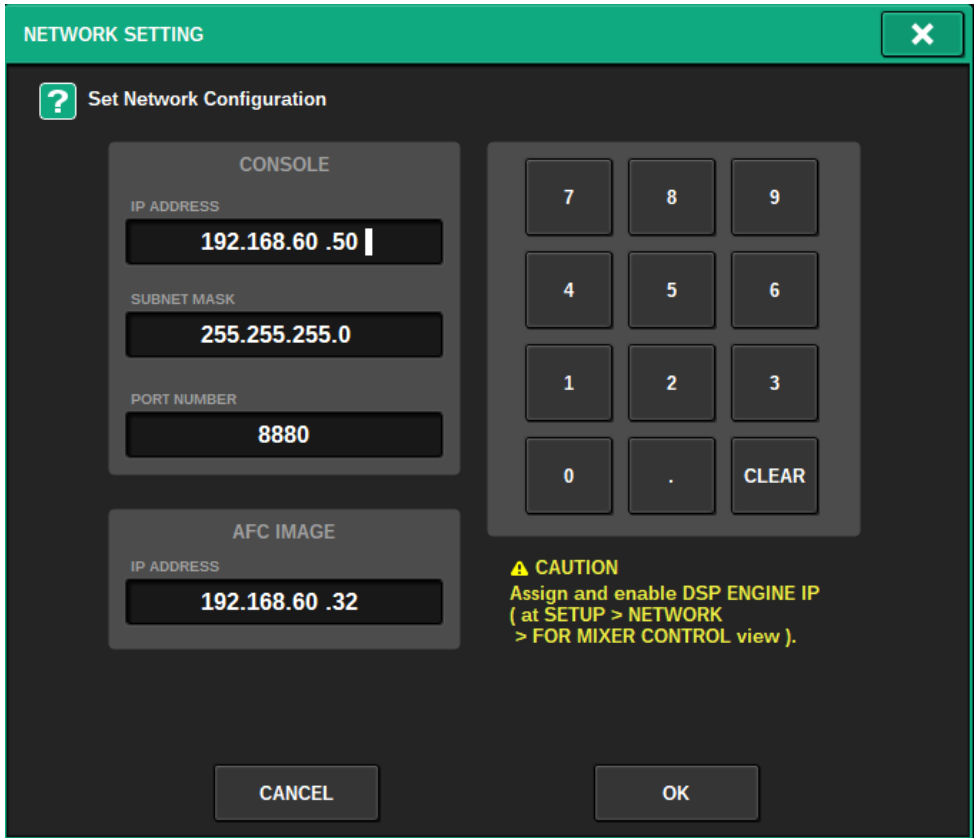 NETWORK SETTING
?
Set Network Configuration
CONSOLE
IP ADDRESS
192.168.60 .50
SUBNET MASK
255.255.255.0
PORT NUMBER
8880
AFC IMAGE
IP ADDRESS
192.168.60 .32
7 8 9
4 5 6
1 2 3
0 . CLEAR
CAUTION
Assign and enable DSP ENGINE IP
( at SETUP > NETWORK
> FOR MIXER CONTROL view ).
CANCEL
OK